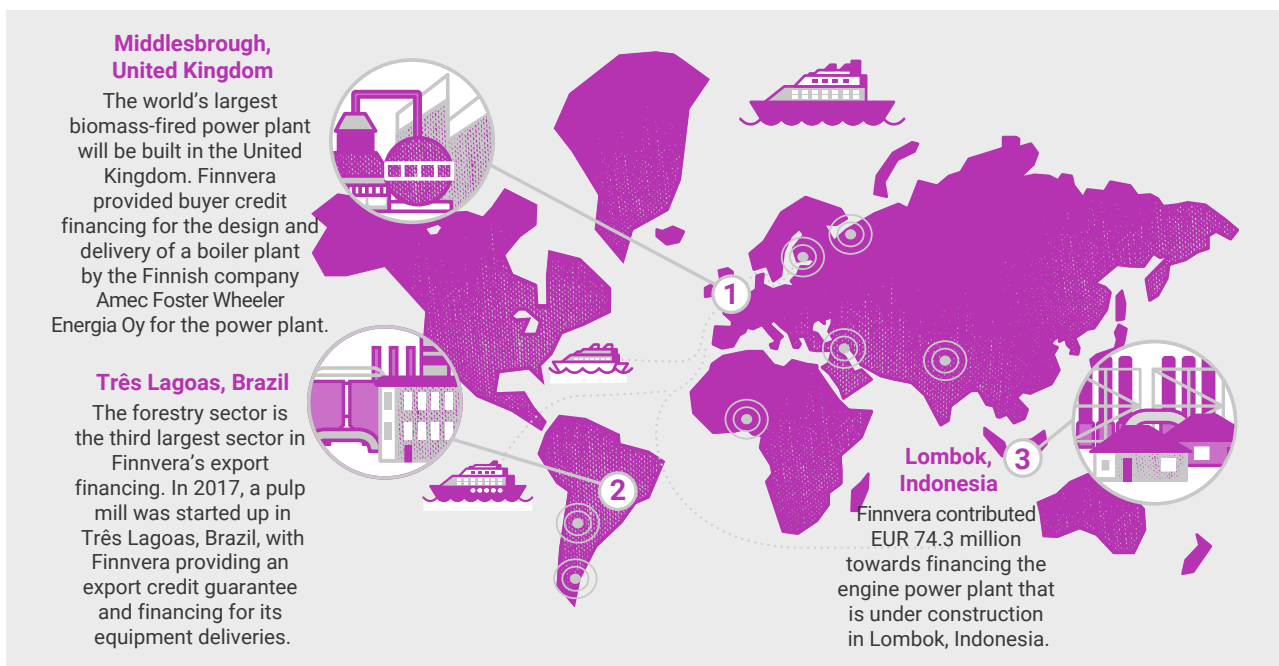 Middlesbrough,
United Kingdom
The world’s largest
biomass-fired power plant
will be built in the United
Kingdom. Finnvera
provided buyer credit
financing for the design and
delivery of a boiler plant
by the Finnish company
Amec Foster Wheeler
Energia Oy for the power plant.
1
Três Lagoas, Brazil
The forestry sector is
the third largest sector in
Finnvera’s export
financing. In 2017, a pulp
mill was started up in
Três Lagoas, Brazil, with
Finnvera providing an
export credit guarantee
and financing for its
equipment deliveries.
2
Lombok,
Indonesia
3
Finnvera contributed
EUR 74.3 million
towards financing the
engine power plant that
is under construction
in Lombok, Indonesia.